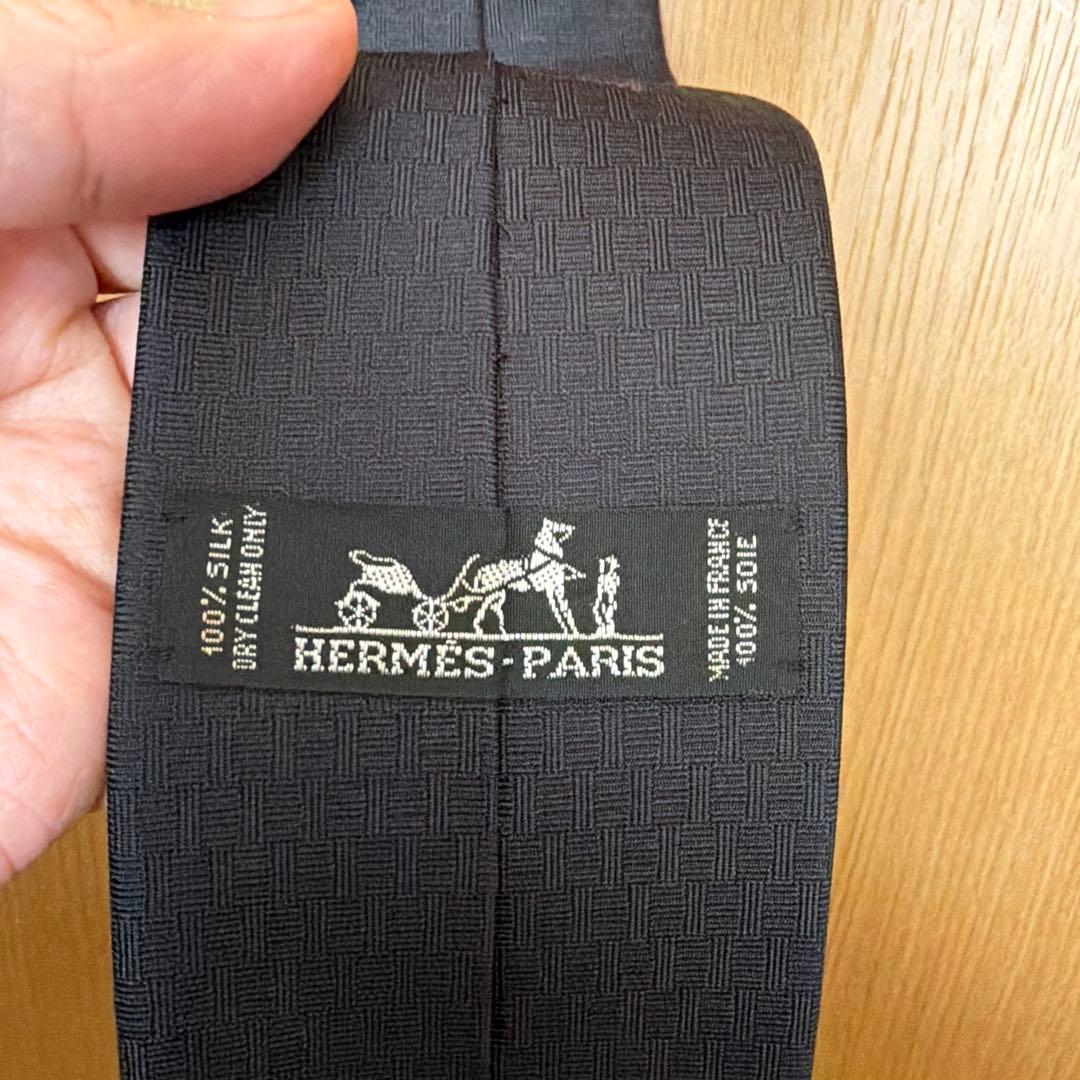 100% SILK
DRY CLEAN ONLY
HERMÈS-PARIS
MADE IN FRANCE
100% SOIE